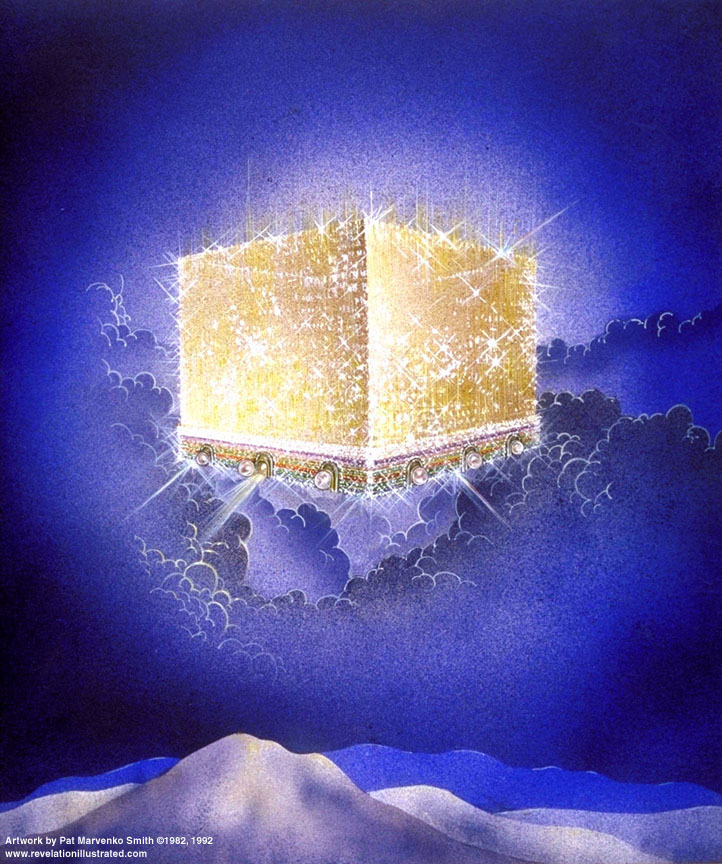 Artwork by Pat Marvenko Smith ©1982, 1992
www.revelationillustrated.com